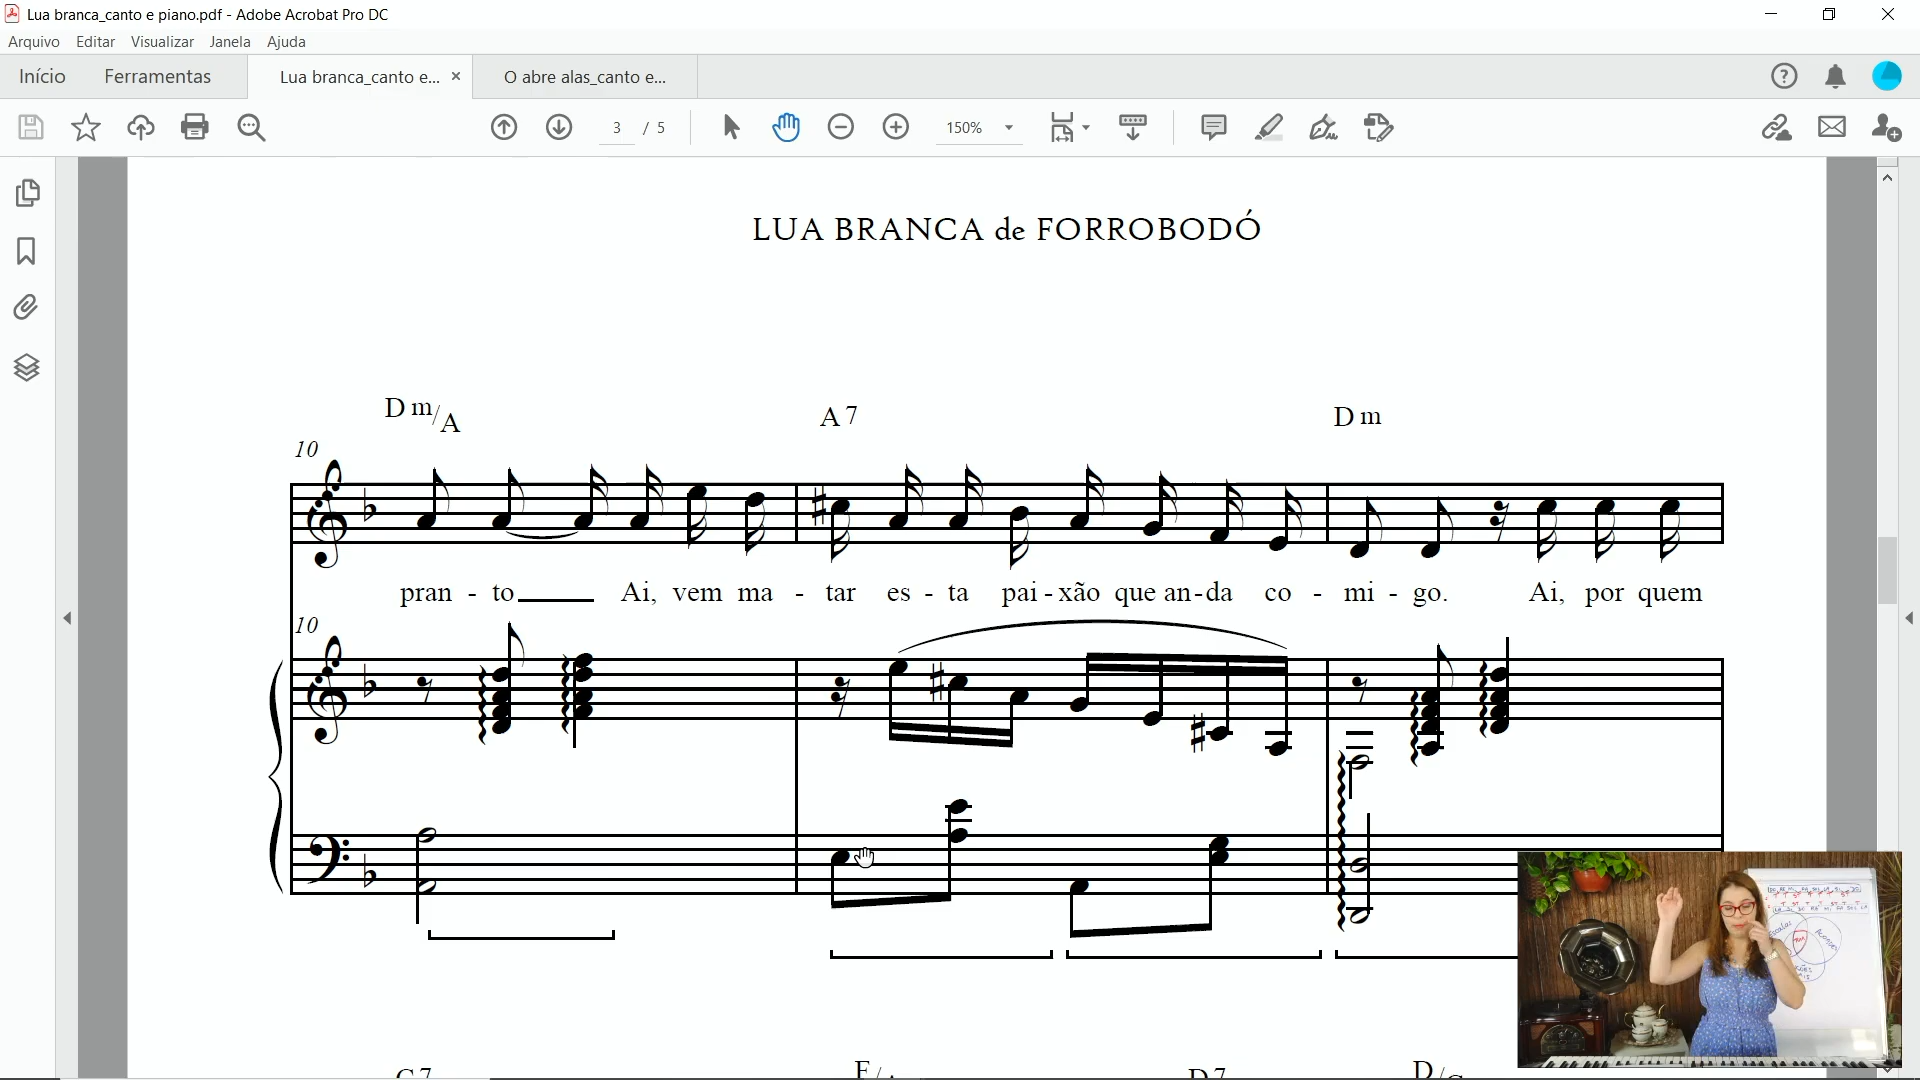 Lua branca_canto e piano.pdf - Adobe Acrobat Pro DC
Arquivo Editar Visualizar Janela Ajuda
Início Ferramentas Lua branca_canto e... × O abre alas_canto e...
3 / 5 150%
LUA BRANCA de FORROBODÓ
Dm/A A7 Dm
10
pran - to____ Ai, vem ma - tar es - ta pai - xão que an - da co - mi - go. Ai, por quem
10
D7